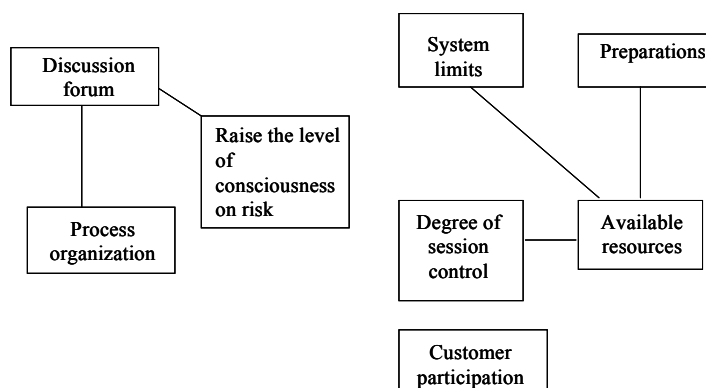 Discussion
forum
Raise the level
of
consciousness
on risk
Process
organization
System
limits
Preparations
Degree of
session
control
Available
resources
Customer
participation